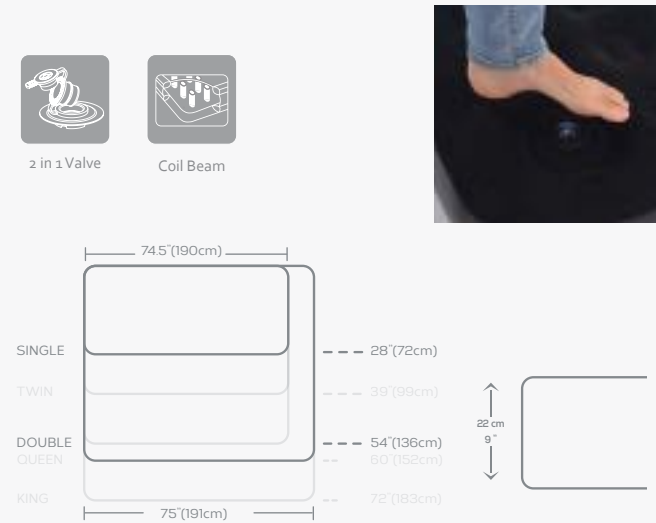 2 in 1 Valve
Coil Beam
74.5"(190cm)
SINGLE 28"(72cm)
TWIN 39"(99cm)
DOUBLE 54"(136cm)
QUEEN 60"(152cm)
KING 72"(183cm)
75"(191cm)
22 cm
9 "